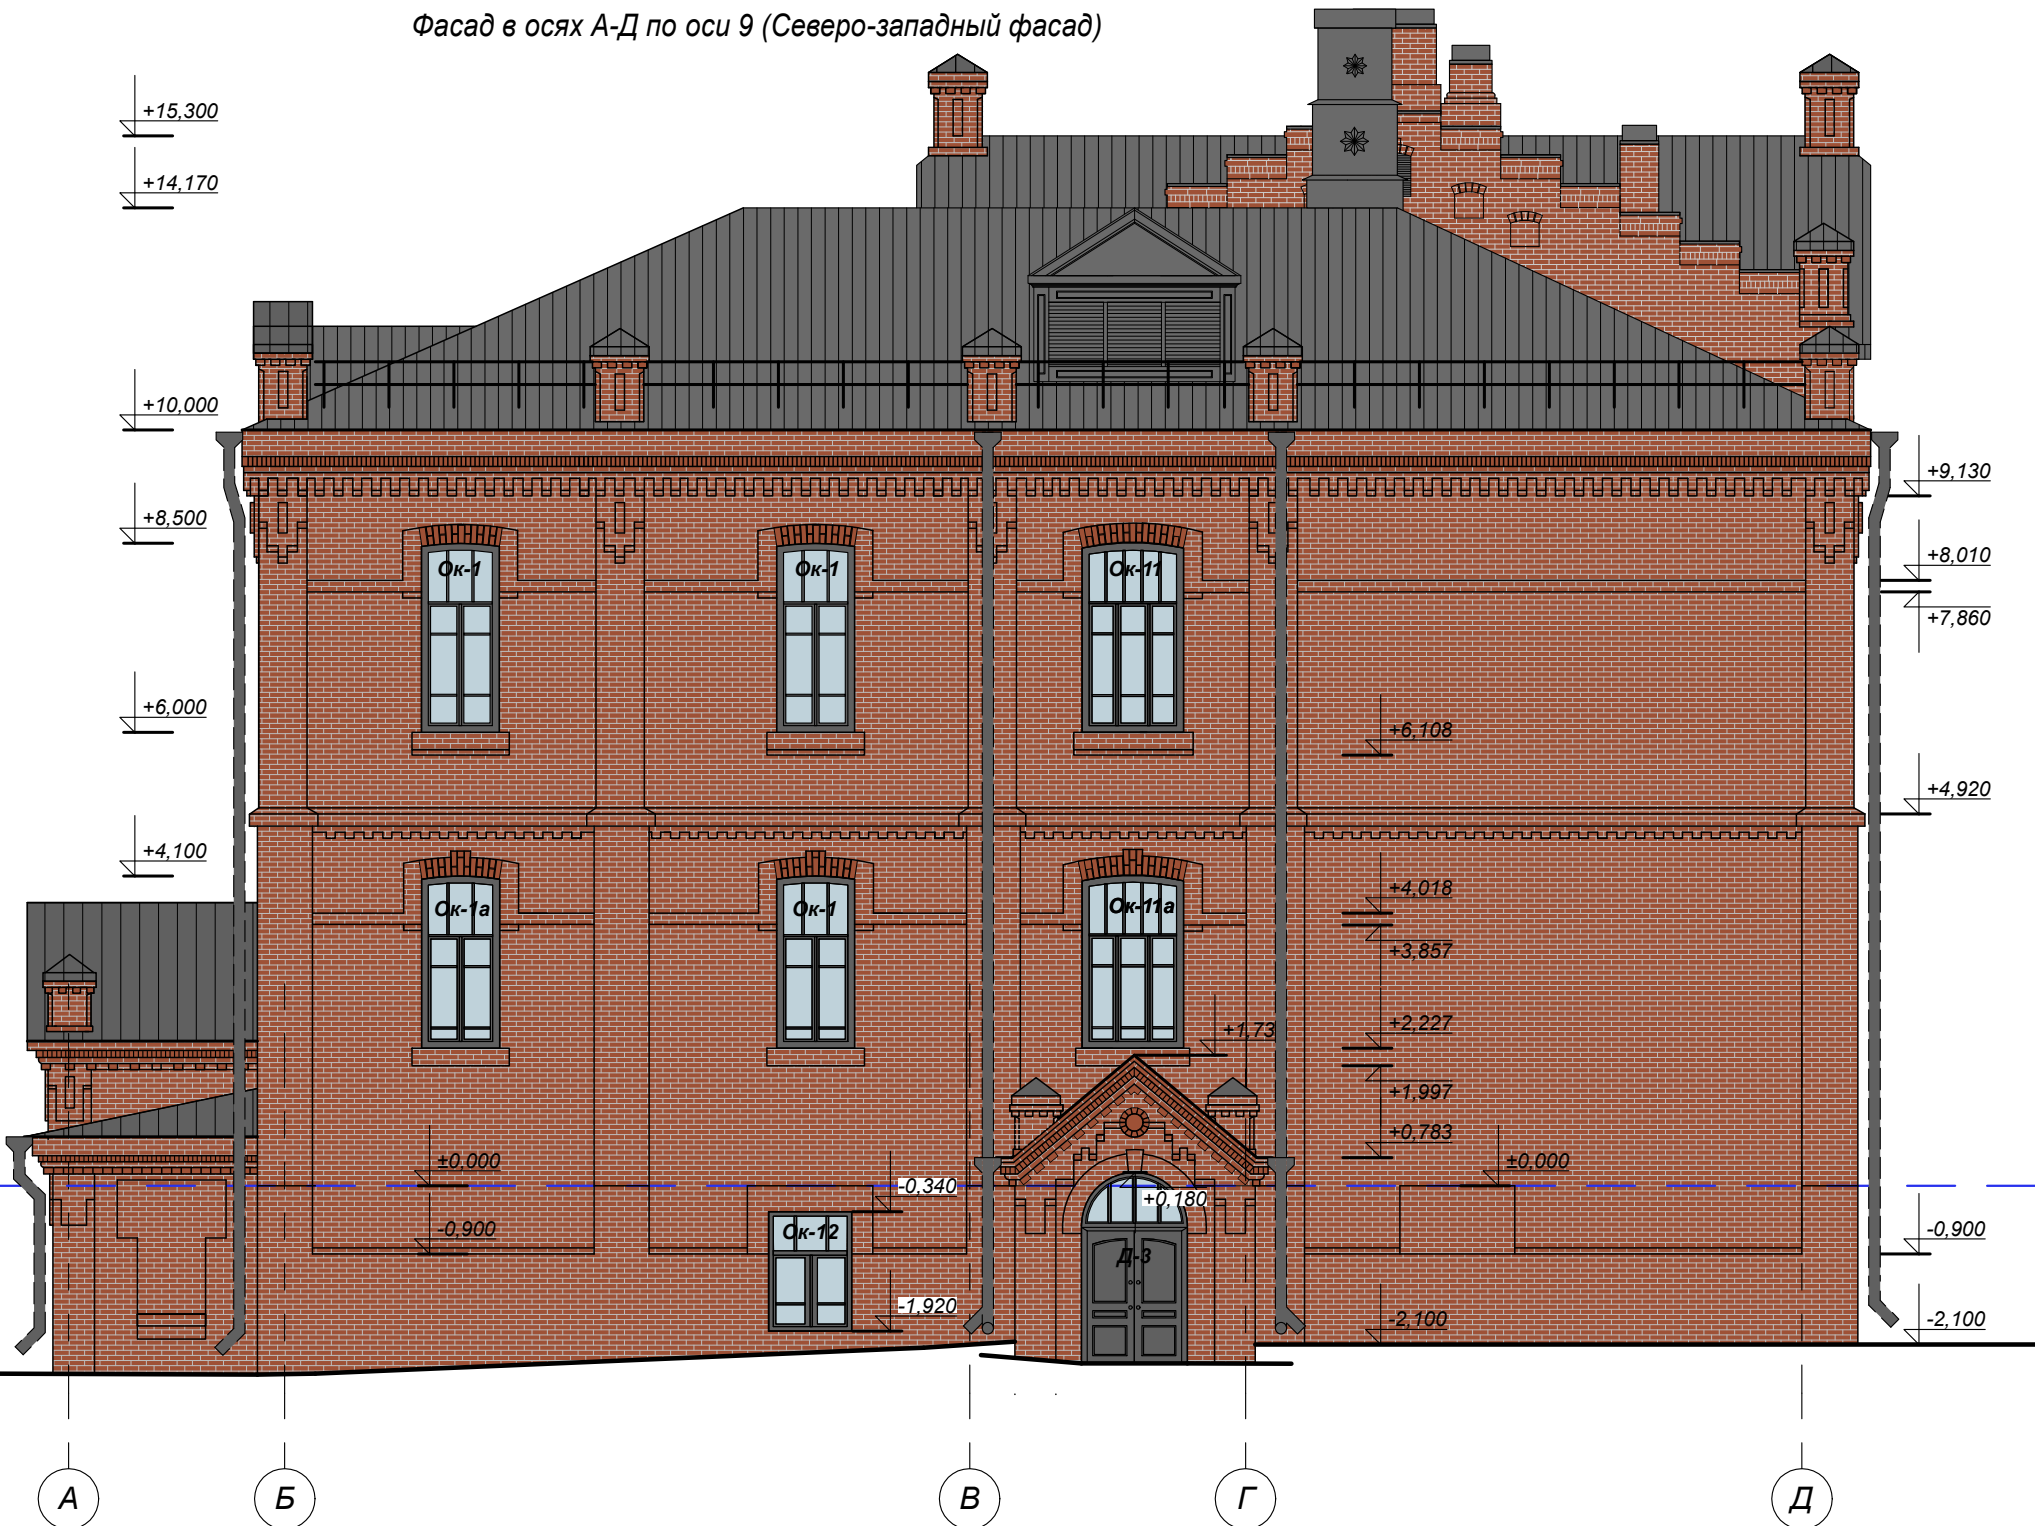 Фасад в осях А-Д по оси 9 (Северо-западный фасад)
+15,300
+14,170
+10,000
+9,130
+8,500
+8,010
Ок-1
Ок-1
Ок-11
+7,860
+6,000
+6,108
+4,920
+4,100
+4,018
Ок-1а
Ок-1
Ок-11а
+3,857
+2,227
+1,73
+1,997
+0,783
±0,000
±0,000
-0,340
+0,180
-0,900
Ок-12
-0,900
Д-3
-1,920
-2,100
-2,100
А
Б
В
Г
Д